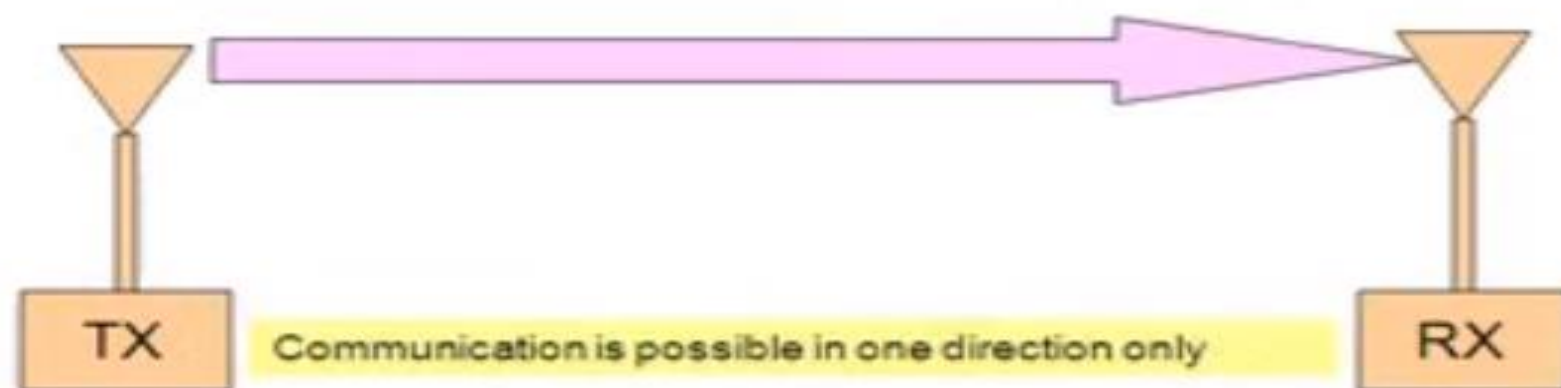 TX
Communication is possible in one direction only
RX